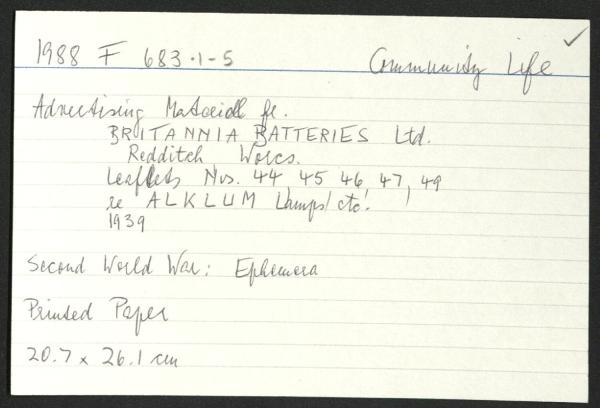 1988 F 683.1-5 Community Life
Advertising Material fr.
BRITANNIA BATTERIES Ltd.
Redditch Worcs.
Leaflets Nos. 44, 45, 46, 47, 49
re ALKLUM Lamps etc.
1939
Second World War: Ephemera
Printed Paper
20.7 x 26.1 cm